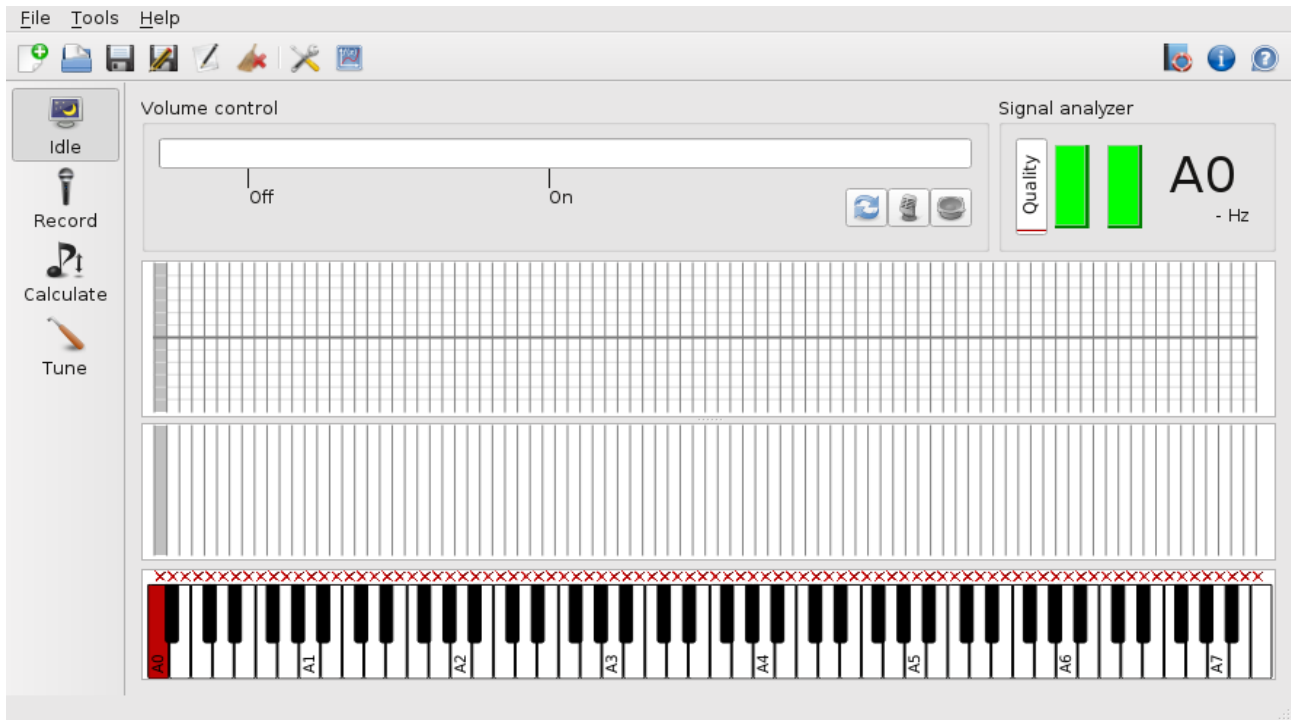 File Tools Help
Idle
Record
Calculate
Tune
Volume control
Off On
Signal analyzer
Quality
A0
- Hz
A0 A1 A2 A3 A4 A5 A6 A7